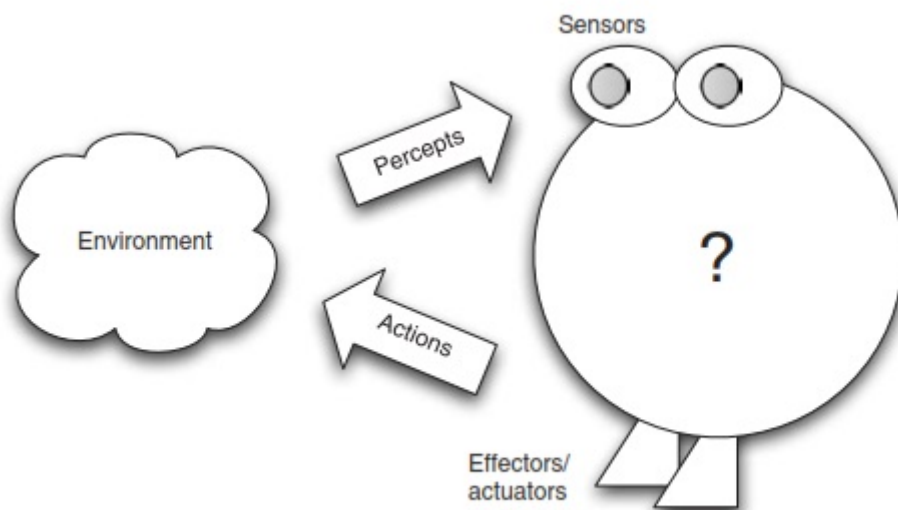 Sensors
Percepts
Environment
?
Actions
Effectors/
actuators